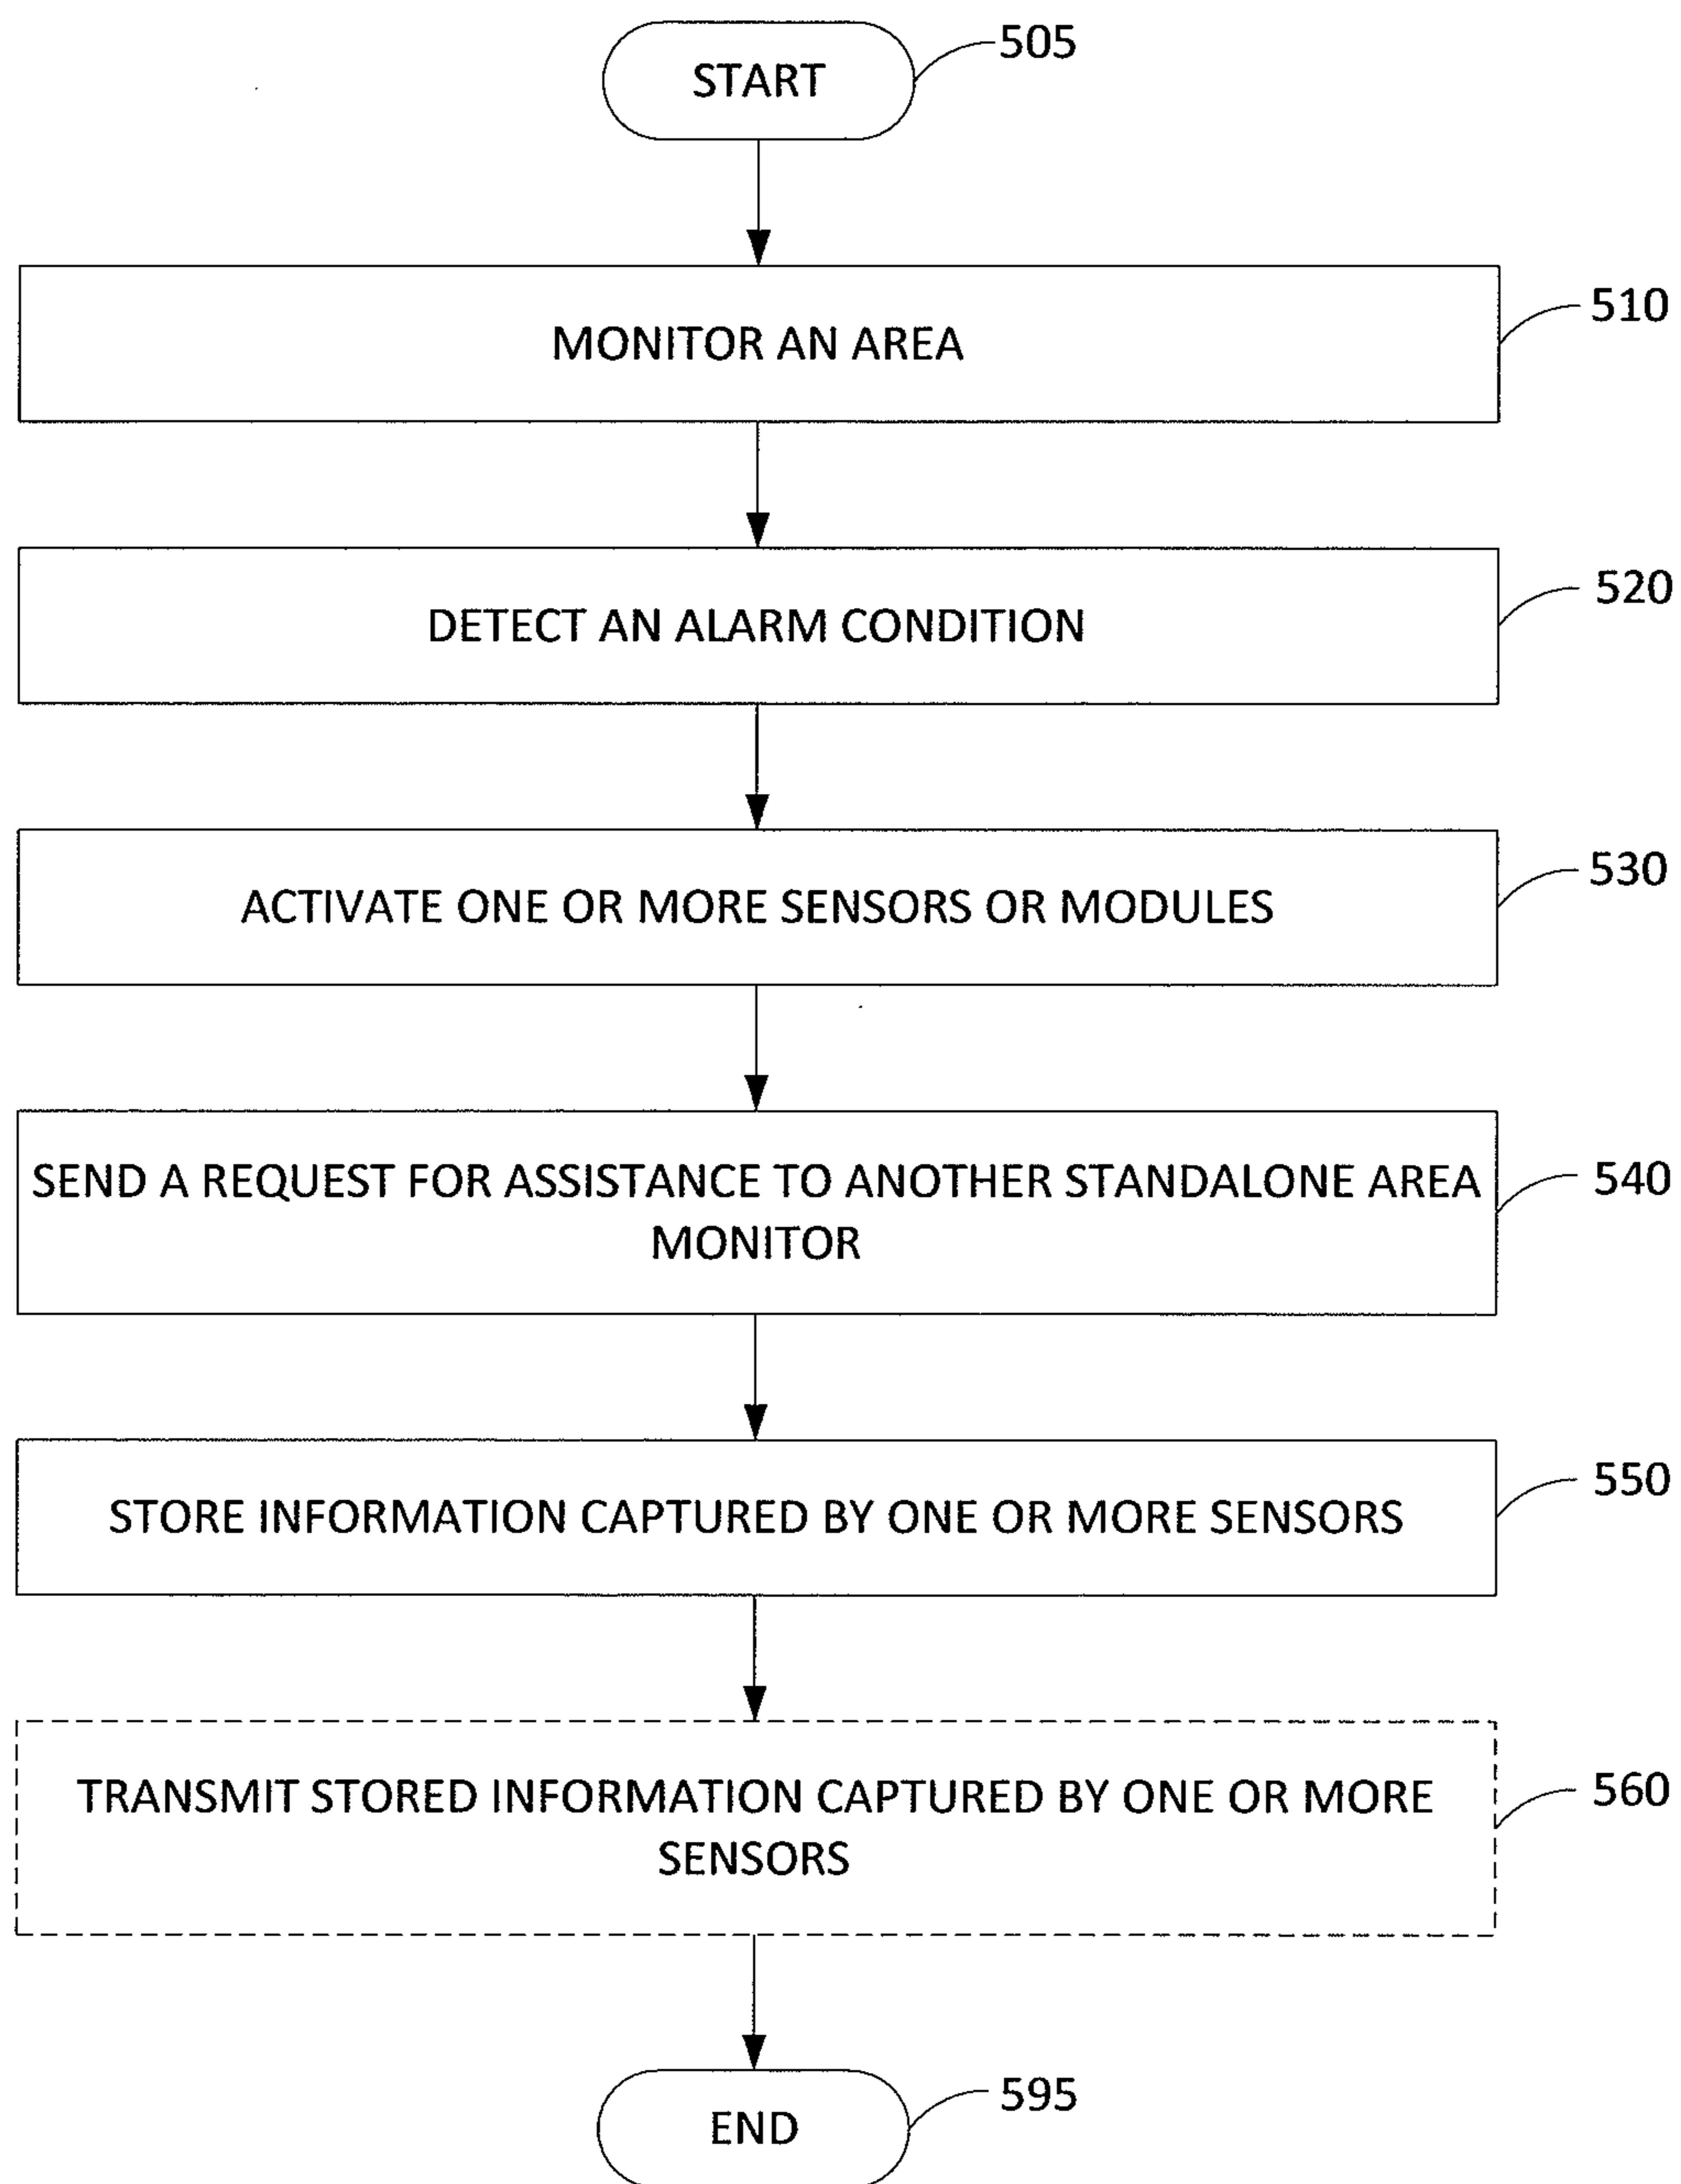 START
505
MONITOR AN AREA
510
DETECT AN ALARM CONDITION
520
ACTIVATE ONE OR MORE SENSORS OR MODULES
530
SEND A REQUEST FOR ASSISTANCE TO ANOTHER STANDALONE AREA
MONITOR
540
STORE INFORMATION CAPTURED BY ONE OR MORE SENSORS
550
TRANSMIT STORED INFORMATION CAPTURED BY ONE OR MORE
SENSORS
560
END
595